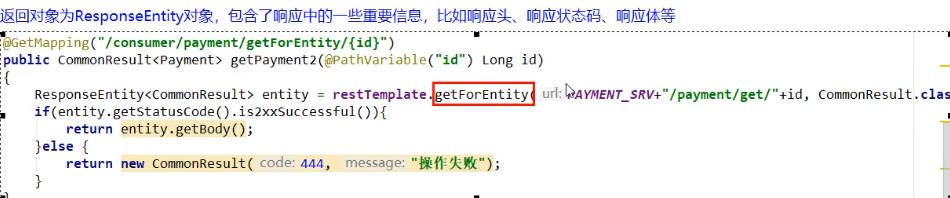 返回对象为ResponseEntity对象，包含了响应中的一些重要信息，比如响应头、响应状态码、响应体等
@GetMapping("/consumer/payment/getForEntity/{id}")
public CommonResult<Payment> getPayment2(@PathVariable("id") Long id)
{
ResponseEntity<CommonResult> entity = restTemplate.getForEntity( url: PAYMENT_SRV+"/payment/get/"+id, CommonResult.class
if(entity.getStatusCode().is2xxSuccessful()){
return entity.getBody();
}else {
return new CommonResult( code: 444, message: "操作失败");
}